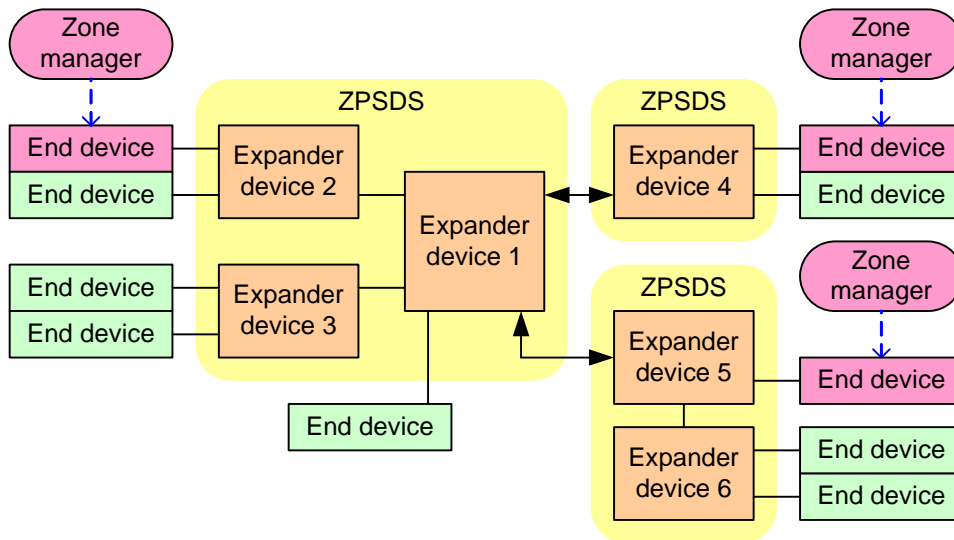 Zone
manager
Zone
manager
ZPSDS
ZPSDS
End device
End device
Expander
device 2
Expander
device 4
End device
End device
Expander
device 1
Zone
manager
End device
End device
Expander
device 3
ZPSDS
Expander
device 5
End device
End device
Expander
device 6
End device
End device